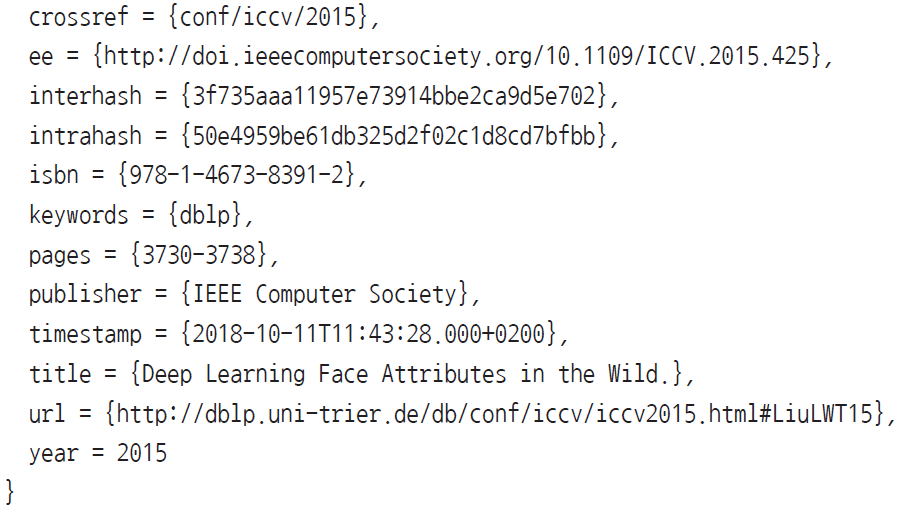 crossref = {conf/iccv/2015},
ee = {http://doi.ieeecomputersociety.org/10.1109/ICCV.2015.425},
interhash = {3f735aaa11957e73914bbe2ca9d5e702},
intrahash = {50e4959be61db325d2f02c1d8cd7bfbb},
isbn = {978-1-4673-8391-2},
keywords = {dblp},
pages = {3730-3738},
publisher = {IEEE Computer Society},
timestamp = {2018-10-11T11:43:28.000+0200},
title = {Deep Learning Face Attributes in the Wild.},
url = {http://dblp.uni-trier.de/db/conf/iccv/iccv2015.html#LiuLWT15},
year = 2015
}